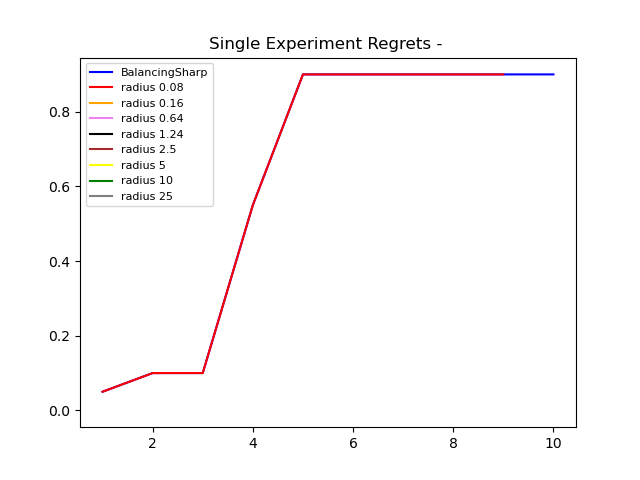 Single Experiment Regrets -
BalancingSharp
radius 0.08
radius 0.16
radius 0.64
radius 1.24
radius 2.5
radius 5
radius 10
radius 25
0.8
0.6
0.4
0.2
0.0
2 4 6 8 10